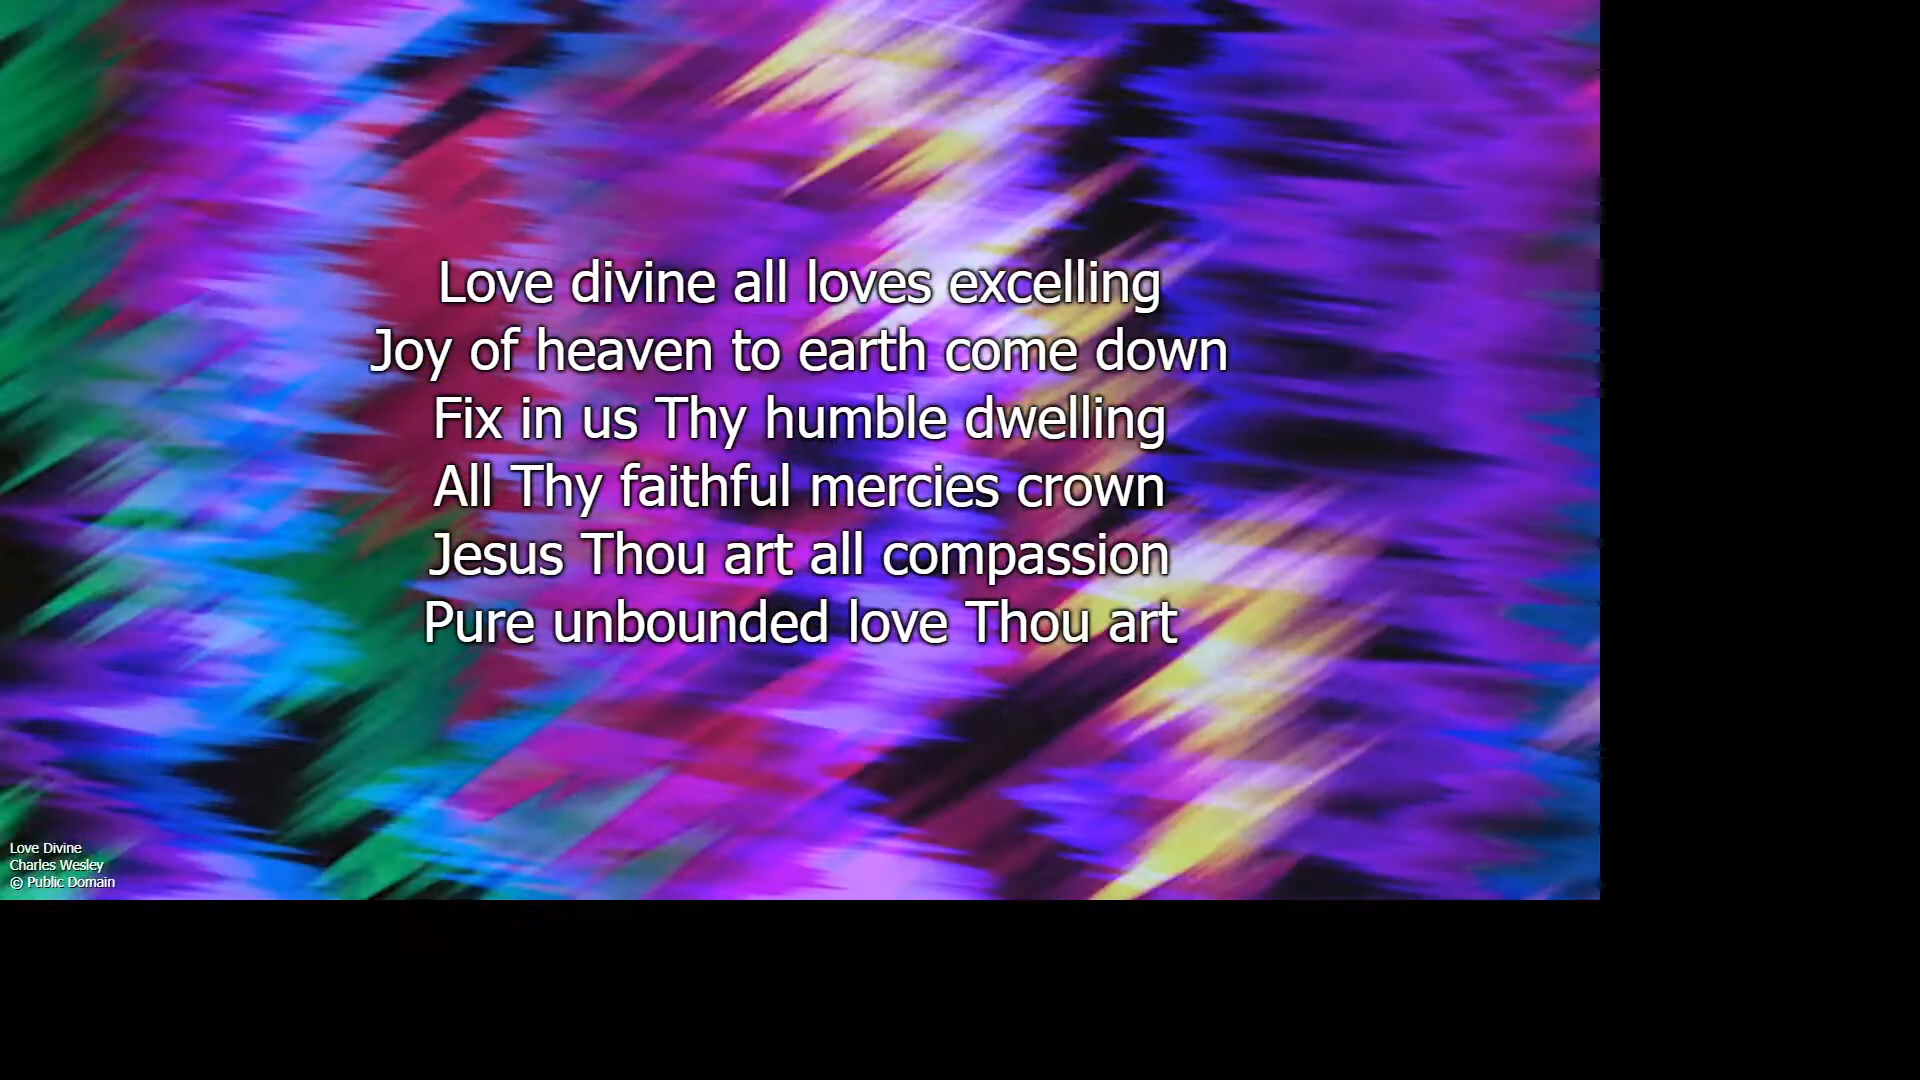 Love divine all loves excelling
Joy of heaven to earth come down
Fix in us Thy humble dwelling
All Thy faithful mercies crown
Jesus Thou art all compassion
Pure unbounded love Thou art
Love Divine
Charles Wesley
© Public Domain